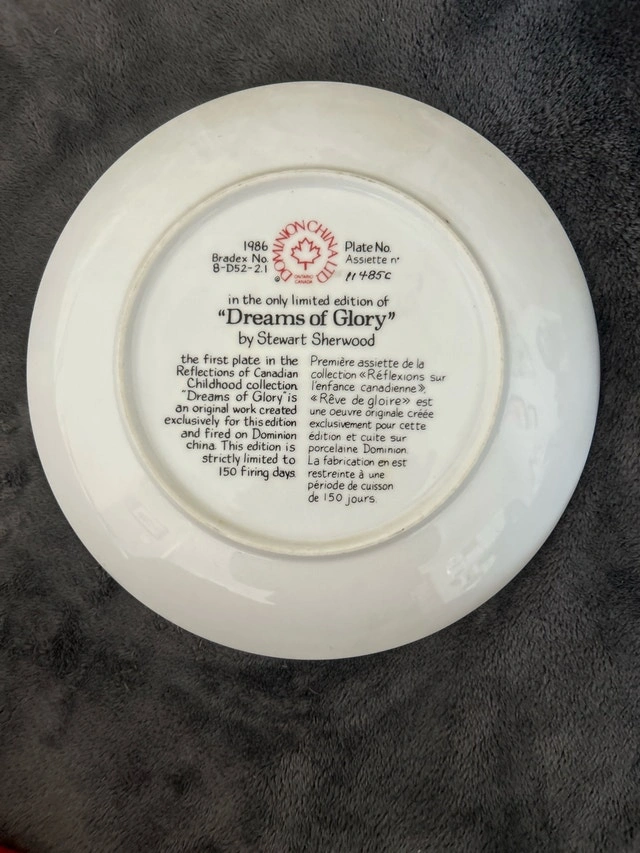 1986
Bradex No.
8-D52-2.1
DOMINION CHINA LTD
ONTARIO
CANADA
®
Plate No.
Assiette n°
11485C
in the only limited edition of
“Dreams of Glory”
by Stewart Sherwood
the first plate in the
Reflections of Canadian
Childhood collection.
"Dreams of Glory" is
an original work created
exclusively for this edition
and fired on Dominion
china. This edition is
strictly limited to
150 firing days.
Première assiette de la
collection «Réflexions sur
l'enfance canadienne»,
«Rêve de gloire» est
une oeuvre originale créée
exclusivement pour cette
édition et cuite sur
porcelaine Dominion.
La fabrication en est
restreinte à une
période de cuisson
de 150 jours.